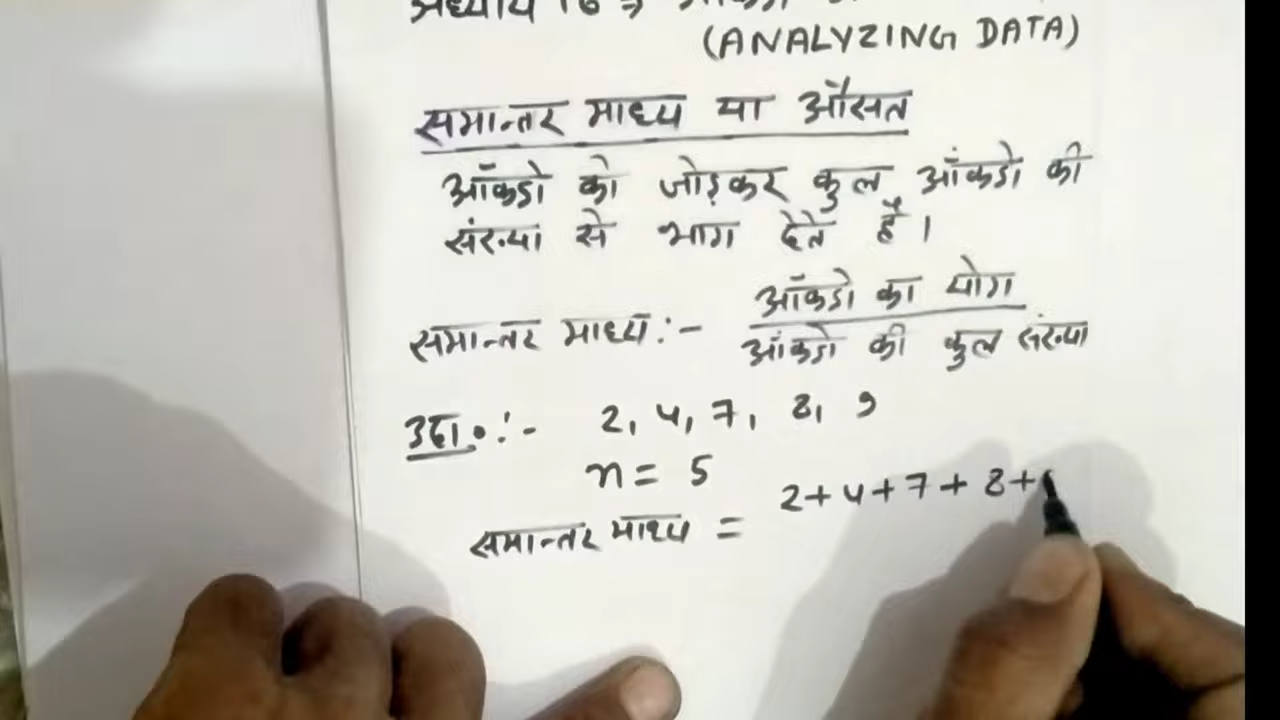 (ANALYZING DATA)
समान्तर माध्य या औसत
आँकडो को जोड़कर कुल आंकडो की
संख्या से भाग देते है।
आँकडो का योग
समान्तर माध्य:-
आंकडो की कुल संख्या
उदा०:- 2, 4, 7, 8, 9
n = 5
2+4+7+8+
समान्तर माध्य =